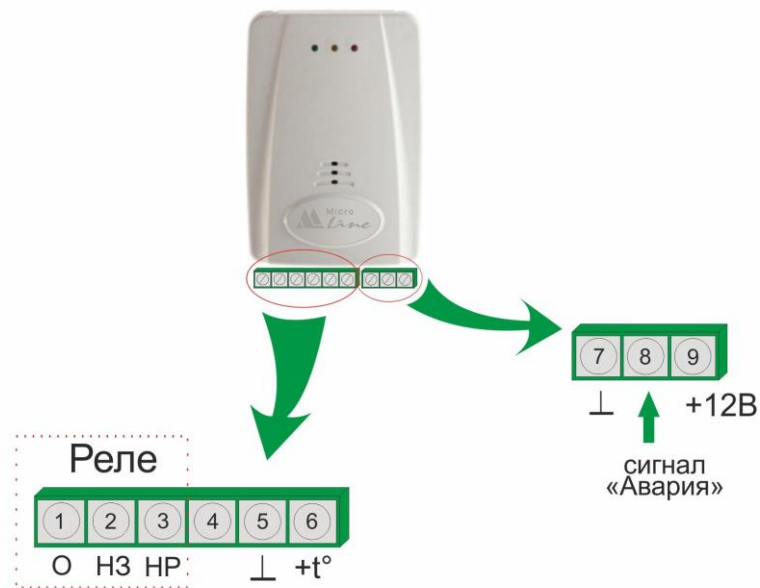 Micro
Line
7 8 9
⊥ +12В
сигнал
«Авария»
Реле
1 2 3 4 5 6
О НЗ НР ⊥ +t°